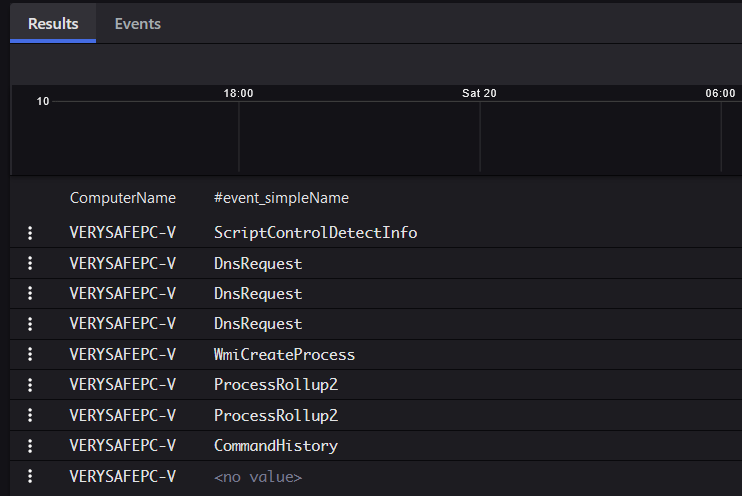 Results Events
18:00 Sat 20 06:00
10
ComputerName #event_simpleName
VERYSAFEPC-V ScriptControlDetectInfo
VERYSAFEPC-V DnsRequest
VERYSAFEPC-V DnsRequest
VERYSAFEPC-V DnsRequest
VERYSAFEPC-V WmiCreateProcess
VERYSAFEPC-V ProcessRollup2
VERYSAFEPC-V ProcessRollup2
VERYSAFEPC-V CommandHistory
VERYSAFEPC-V <no value>